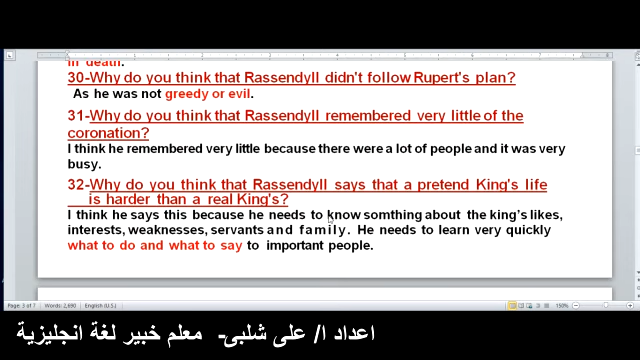 in death.
30-Why do you think that Rassendyll didn't follow Rupert's plan?
As he was not greedy or evil.
31-Why do you think that Rassendyll remembered very little of the
coronation?
I think he remembered very little because there were a lot of people and it was very
busy.
32-Why do you think that Rassendyll says that a pretend King's life
is harder than a real King's?
I think he says this because he needs to know somthing about the king's likes,
interests, weaknesses, servants and family. He needs to learn very quickly
what to do and what to say to important people.
Page: 3 of 7 Words: 2,690 English (U.S.) 150%
اعداد ا/ على شلبى- معلم خبير لغة انجليزية